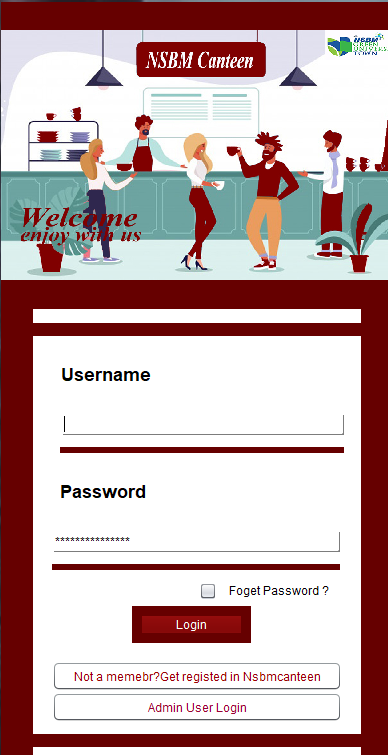 NSBM Canteen
NSBM
GREEN
UNIVERS
TOWN
Welcome
enjoy with us
Username
Password
***************
Foget Password ?
Login
Not a memebr?Get registed in Nsbmcanteen
Admin User Login